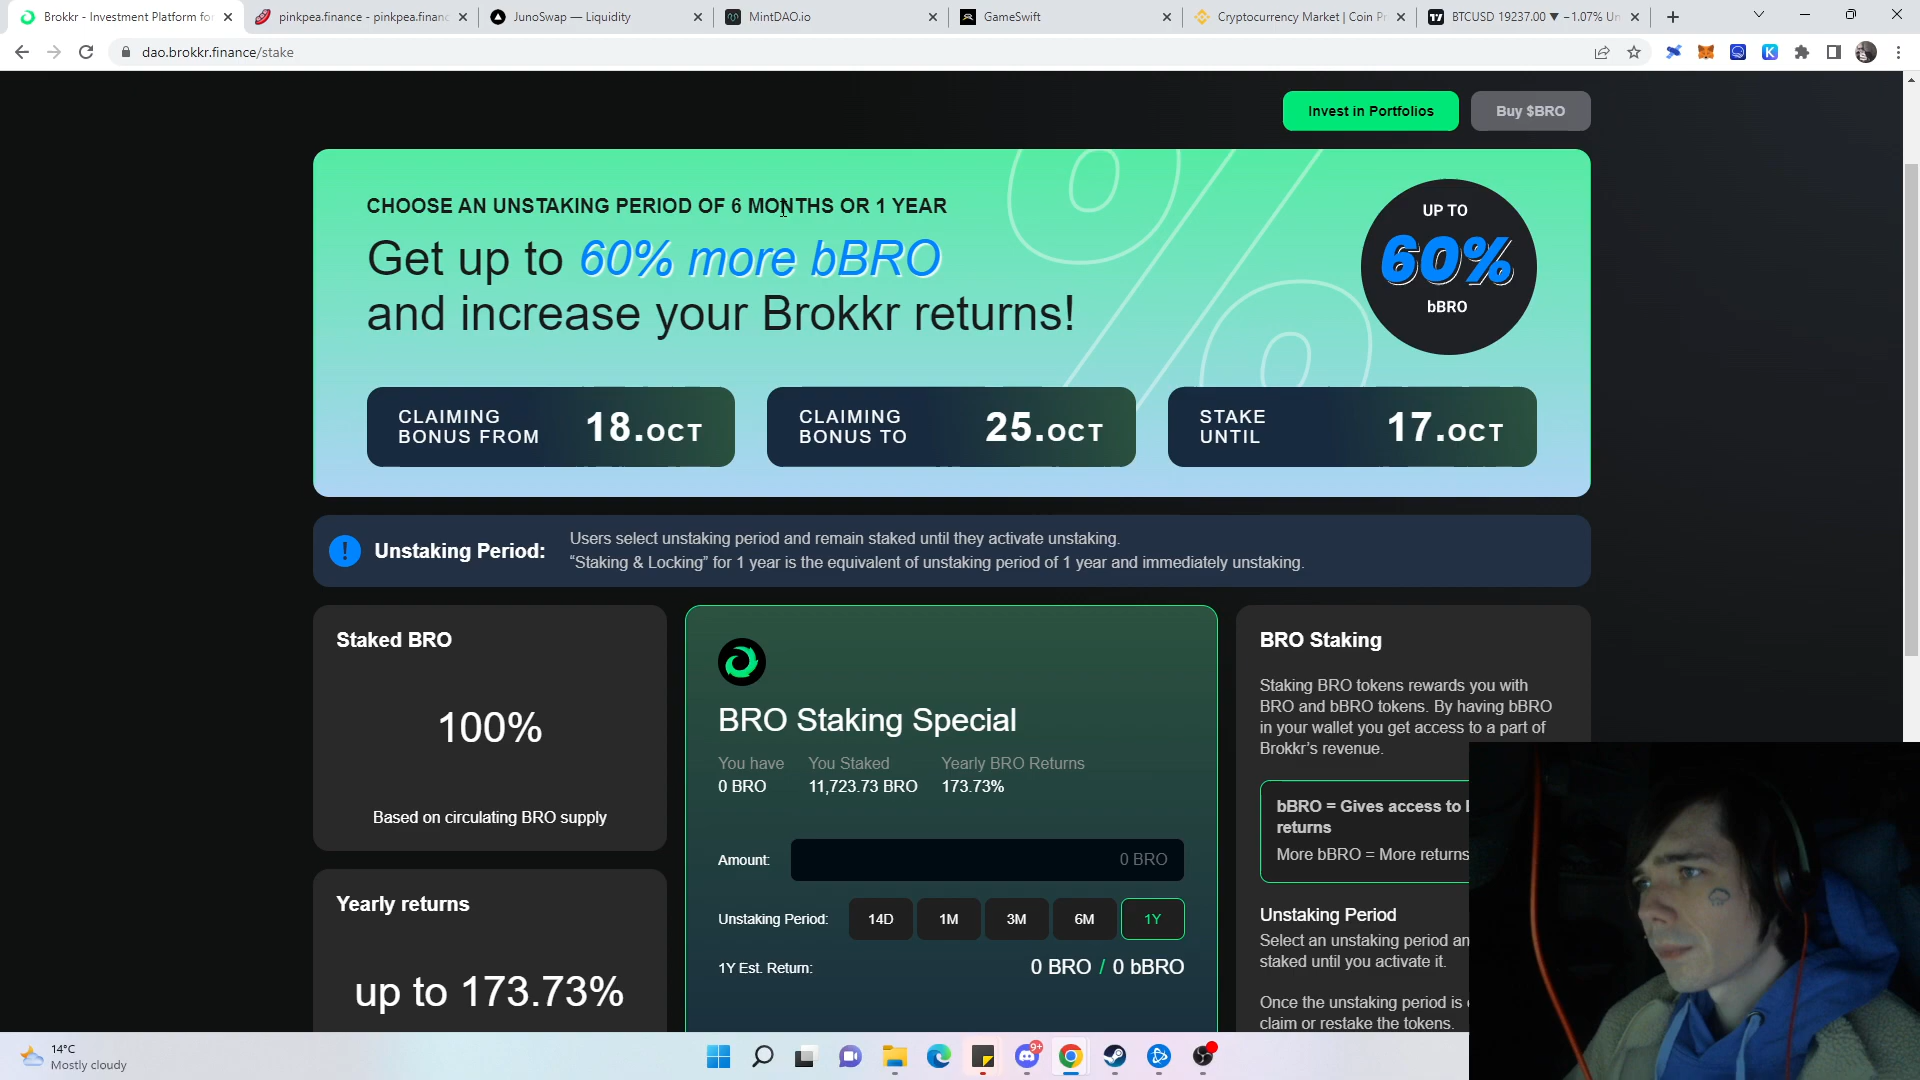 Brokkr - Investment Platform for
pinkpea.finance - pinkpea.financ
JunoSwap — Liquidity
MintDAO.io
GameSwift
Cryptocurrency Market | Coin Pr
BTCUSD 19237.00 ▼ −1.07% Un
dao.brokkr.finance/stake
Invest in Portfolios
Buy $BRO
CHOOSE AN UNSTAKING PERIOD OF 6 MONTHS OR 1 YEAR
Get up to 60% more bBRO
and increase your Brokkr returns!
UP TO
60%
bBRO
CLAIMING
BONUS FROM
18.OCT
CLAIMING
BONUS TO
25.OCT
STAKE
UNTIL
17.OCT
Unstaking Period:
Users select unstaking period and remain staked until they activate unstaking.
“Staking & Locking” for 1 year is the equivalent of unstaking period of 1 year and immediately unstaking.
Staked BRO
100%
Based on circulating BRO supply
Yearly returns
up to 173.73%
BRO Staking Special
You have
You Staked
Yearly BRO Returns
0 BRO
11,723.73 BRO
173.73%
Amount:
0 BRO
Unstaking Period:
14D
1M
3M
6M
1Y
1Y Est. Return:
0 BRO / 0 bBRO
BRO Staking
Staking BRO tokens rewards you with
BRO and bBRO tokens. By having bBRO
in your wallet you get access to a part of
Brokkr’s revenue.
bBRO = Gives access to
returns
More bBRO = More returns
Unstaking Period
Select an unstaking period an
staked until you activate it.
Once the unstaking period is
claim or restake the tokens.
14°C
Mostly cloudy
9+